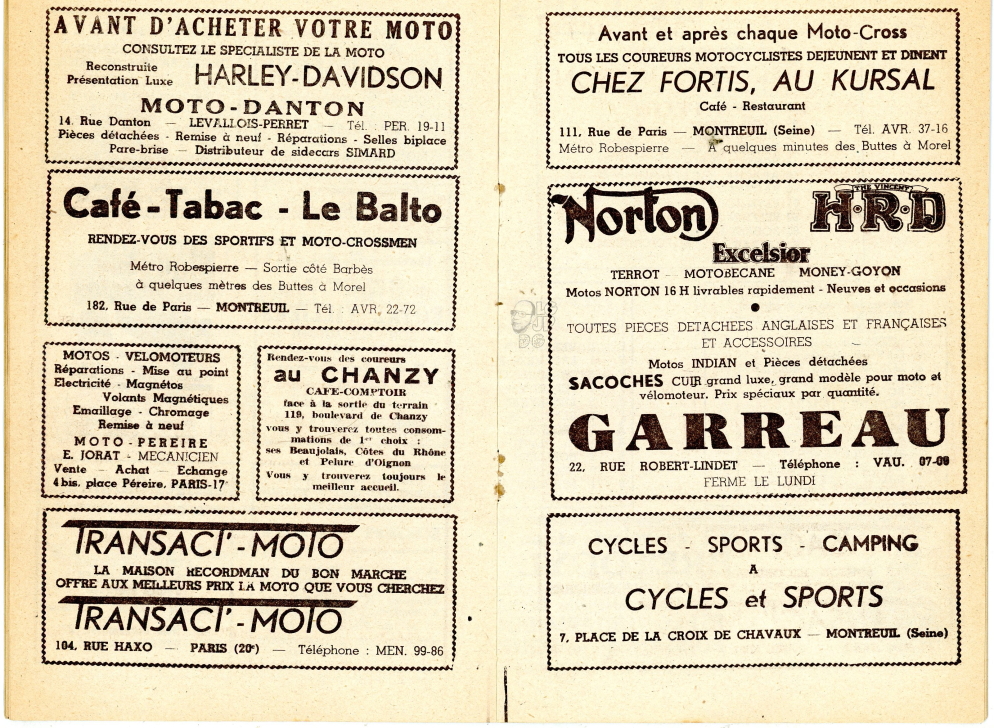 AVANT D'ACHETER VOTRE MOTO
CONSULTEZ LE SPECIALISTE DE LA MOTO
Reconstruite
Présentation Luxe
HARLEY-DAVIDSON
MOTO-DANTON
14, Rue Danton — LEVALLOIS-PERRET — Tél. : PER. 19-11
Pièces détachées - Remise à neuf - Réparations - Selles biplace
Pare-brise — Distributeur de sidecars SIMARD
Café-Tabac - Le Balto
RENDEZ-VOUS DES SPORTIFS ET MOTO-CROSSMEN
Métro Robespierre — Sortie côté Barbès
à quelques mètres des Buttes à Morel
182, Rue de Paris — MONTREUIL — Tél. : AVR, 22-72
MOTOS - VELOMOTEURS
Réparations - Mise au point
Electricité - Magnétos
Volants Magnétiques
Emaillage - Chromage
Remise à neuf
MOTO-PEREIRE
E. JORAT - MECANICIEN
Vente — Achat — Echange
4 bis, place Péreire, PARIS-17e
Rendez-vous des coureurs
au CHANZY
CAFE-COMPTOIR
face à la sortie du terrain
119, boulevard de Chanzy
vous y trouverez toutes consom-
mations de 1er choix :
ses Beaujolais, Côtes du Rhône
et Pelure d'Oignon
Vous y trouverez toujours le
meilleur accueil.
TRANSACT'-MOTO
LA MAISON RECORDMAN DU BON MARCHE
OFFRE AUX MEILLEURS PRIX LA MOTO QUE VOUS CHERCHEZ
TRANSACT'-MOTO
104, RUE HAXO — PARIS (20e) — Téléphone : MEN. 99-86
Avant et après chaque Moto-Cross
TOUS LES COUREURS MOTOCYCLISTES DEJEUNENT ET DINENT
CHEZ FORTIS, AU KURSAL
Café - Restaurant
111, Rue de Paris — MONTREUIL (Seine) — Tél. AVR. 37-16
Métro Robespierre — A quelques minutes des Buttes à Morel
Norton
THE VINCENT
H·R·D
Excelsior
TERROT MOTOBECANE MONEY-GOYON
Motos NORTON 16 H livrables rapidement - Neuves et occasions
TOUTES PIECES DETACHEES ANGLAISES ET FRANÇAISES
ET ACCESSOIRES
Motos INDIAN et Pièces détachées
SACOCHES CUIR grand luxe, grand modèle pour moto et
vélomoteur. Prix spéciaux par quantité.
GARREAU
22, RUE ROBERT-LINDET — Téléphone : VAU. 07-09
FERME LE LUNDI
CYCLES - SPORTS - CAMPING
A
CYCLES et SPORTS
7, PLACE DE LA CROIX DE CHAVAUX — MONTREUIL (Seine)